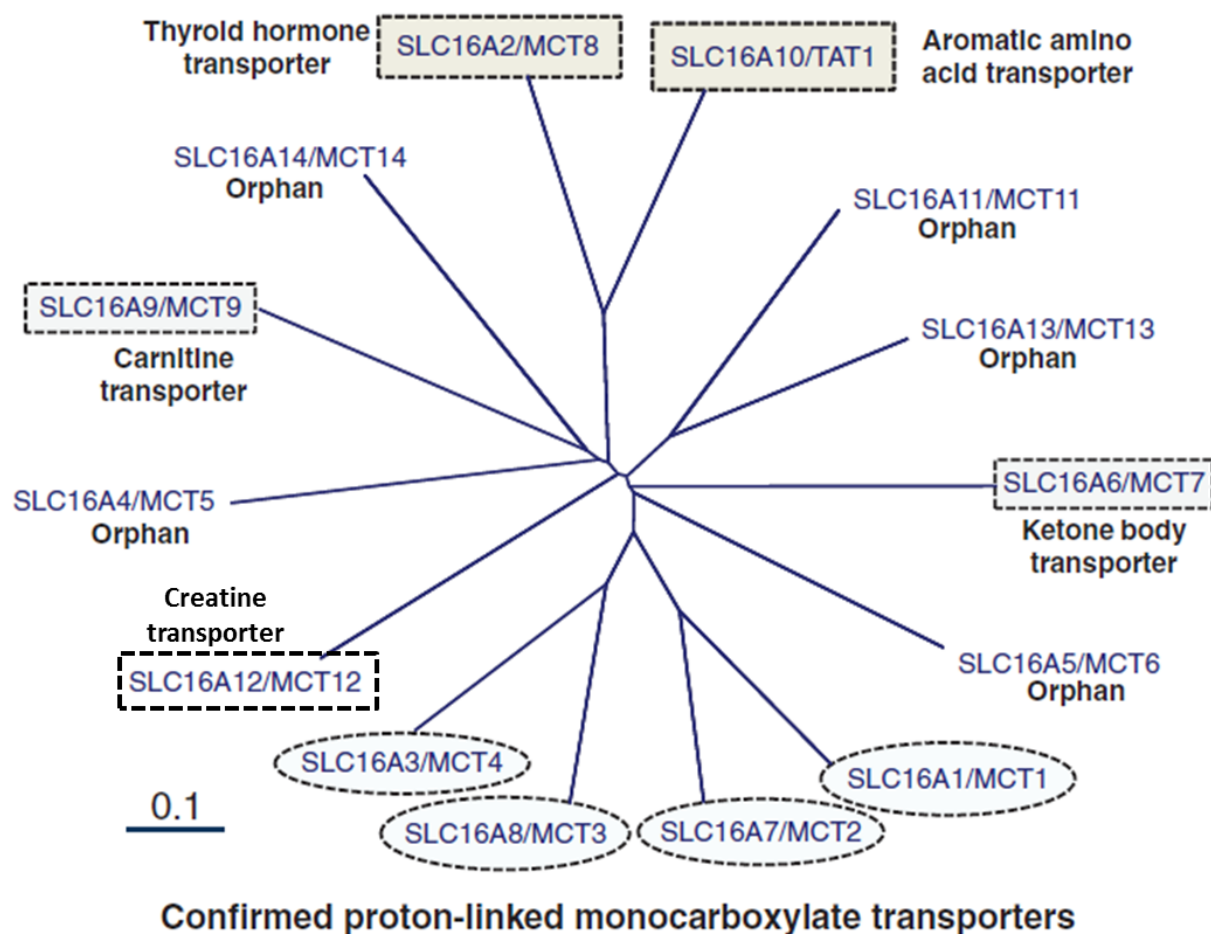 Thyroid hormone
transporter
SLC16A2/MCT8
SLC16A10/TAT1
Aromatic amino
acid transporter
SLC16A14/MCT14
Orphan
SLC16A11/MCT11
Orphan
SLC16A9/MCT9
Carnitine
transporter
SLC16A13/MCT13
Orphan
SLC16A4/MCT5
Orphan
SLC16A6/MCT7
Ketone body
transporter
Creatine
transporter
SLC16A12/MCT12
SLC16A5/MCT6
Orphan
SLC16A3/MCT4
SLC16A1/MCT1
0.1
SLC16A8/MCT3
SLC16A7/MCT2
Confirmed proton-linked monocarboxylate transporters